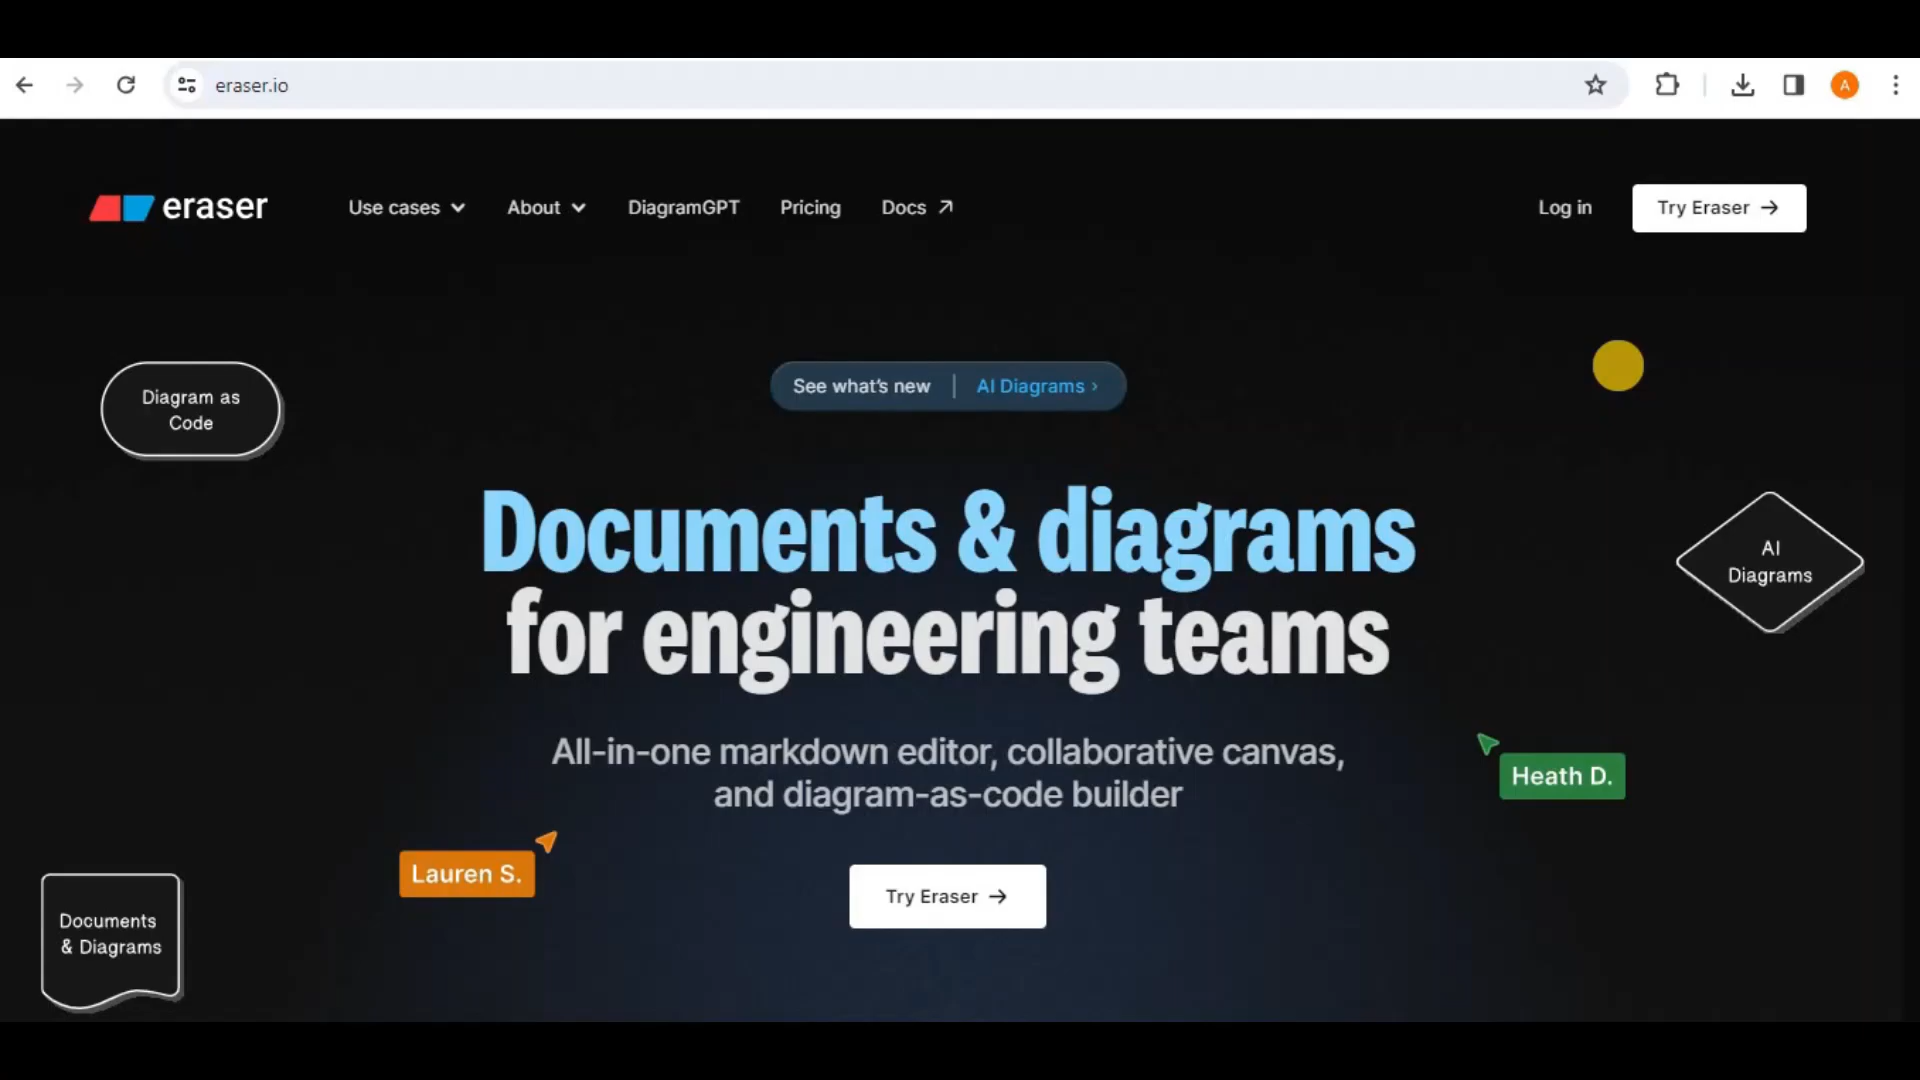 eraser.io
A
eraser
Use cases
About
DiagramGPT
Pricing
Docs
Log in
Try Eraser →
See what's new | AI Diagrams ›
Diagram as
Code
Documents & diagrams
for engineering teams
AI
Diagrams
All-in-one markdown editor, collaborative canvas,
and diagram-as-code builder
Heath D.
Lauren S.
Try Eraser →
Documents
& Diagrams